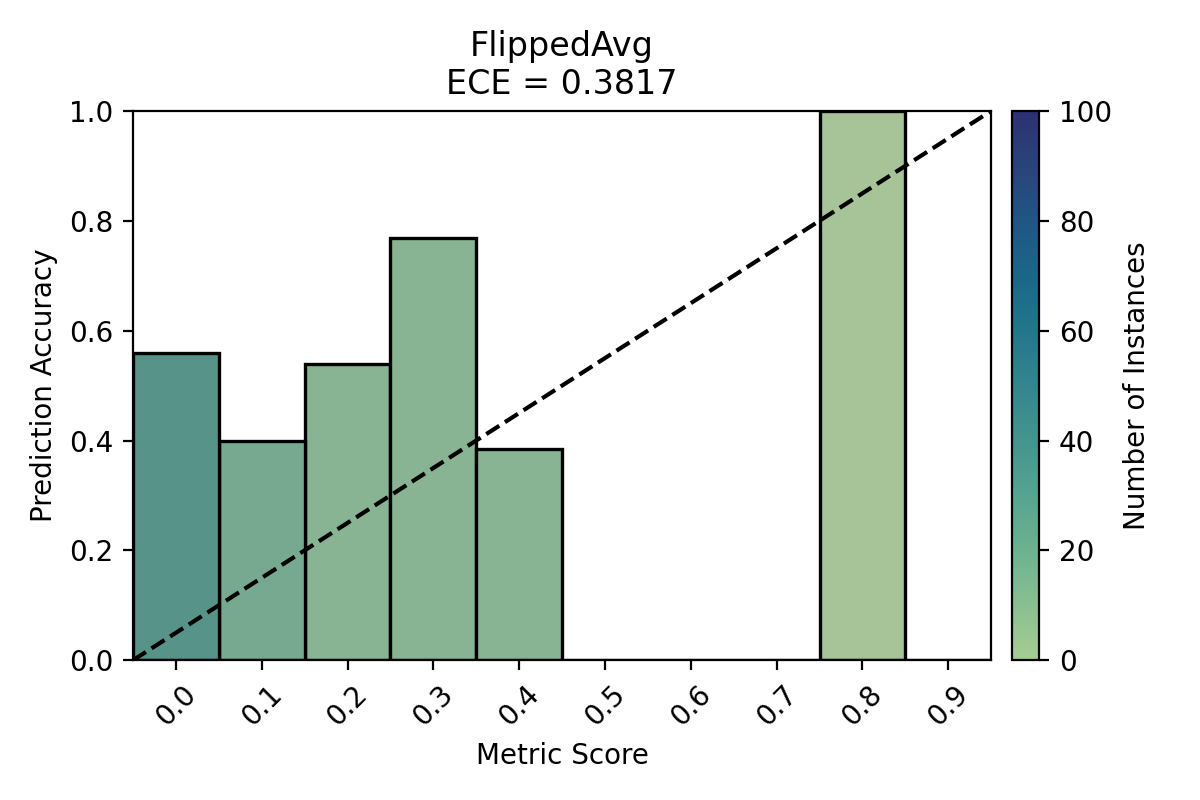 FlippedAvg
ECE = 0.3817
1.0
0.8
0.6
0.4
0.2
0.0
Prediction Accuracy
0.0 0.1 0.2 0.3 0.4 0.5 0.6 0.7 0.8 0.9
Metric Score
100
80
60
40
20
0
Number of Instances